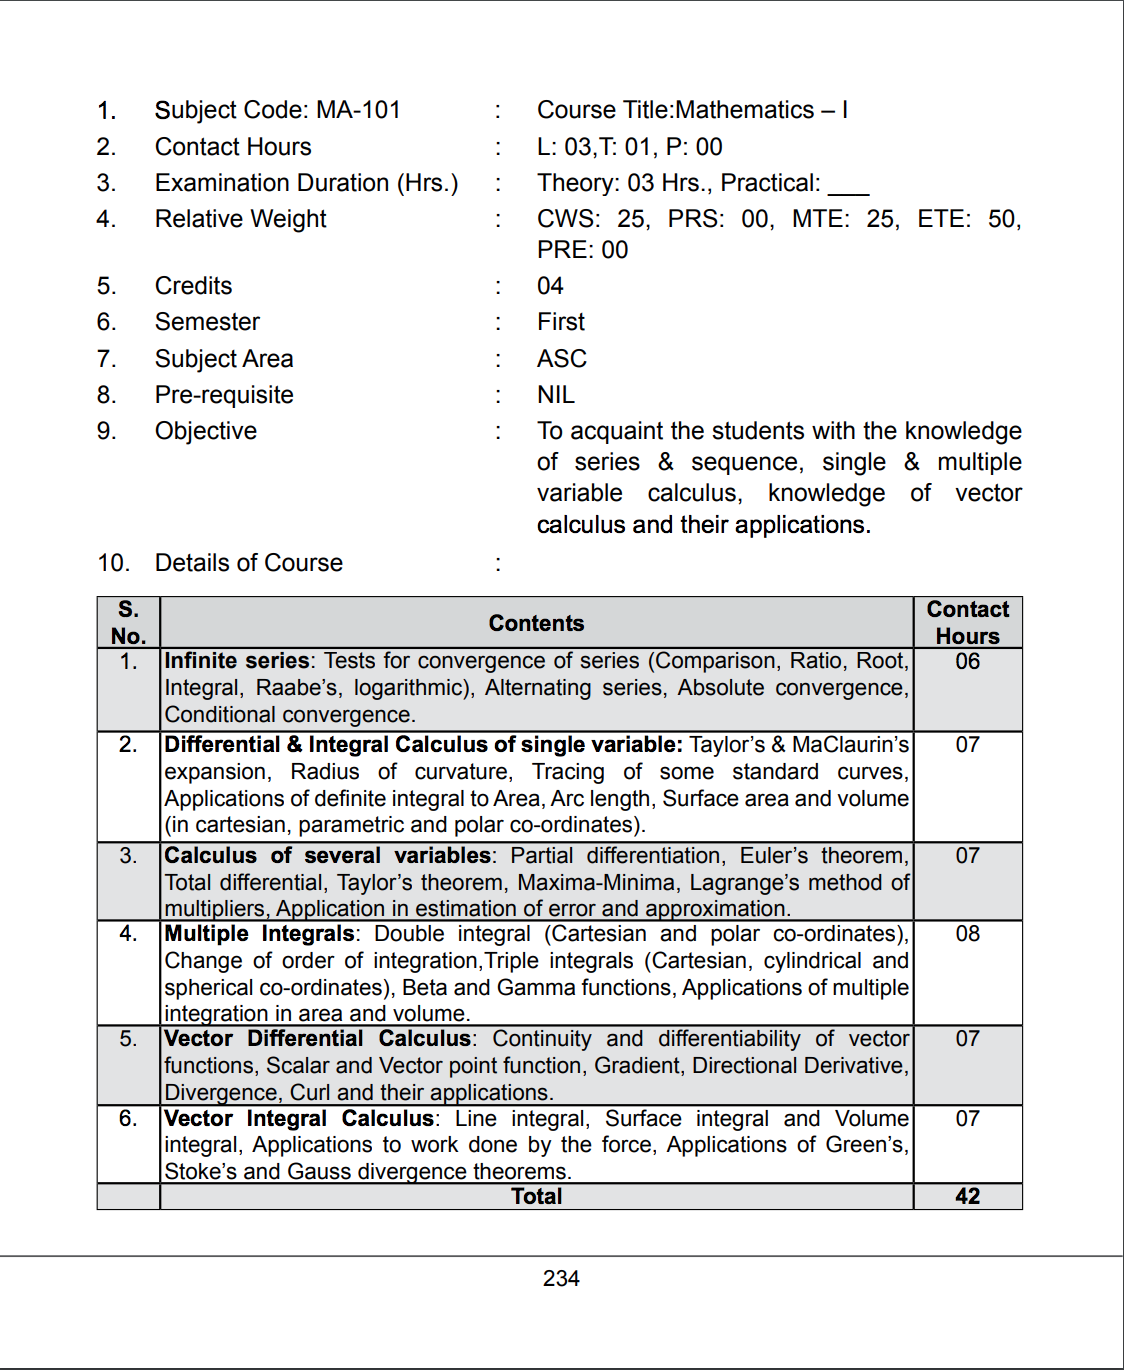 1. Subject Code: MA-101 : Course Title:Mathematics – I
2. Contact Hours : L: 03,T: 01, P: 00
3. Examination Duration (Hrs.) : Theory: 03 Hrs., Practical: ___
4. Relative Weight : CWS: 25, PRS: 00, MTE: 25, ETE: 50,
PRE: 00
5. Credits : 04
6. Semester : First
7. Subject Area : ASC
8. Pre-requisite : NIL
9. Objective : To acquaint the students with the knowledge
of series & sequence, single & multiple
variable calculus, knowledge of vector
calculus and their applications.
10. Details of Course :
S. No. Contents Contact Hours
1. Infinite series: Tests for convergence of series (Comparison, Ratio, Root, 06
Integral, Raabe's, logarithmic), Alternating series, Absolute convergence,
Conditional convergence.
2. Differential & Integral Calculus of single variable: Taylor's & MaClaurin's 07
expansion, Radius of curvature, Tracing of some standard curves,
Applications of definite integral to Area, Arc length, Surface area and volume
(in cartesian, parametric and polar co-ordinates).
3. Calculus of several variables: Partial differentiation, Euler's theorem, 07
Total differential, Taylor's theorem, Maxima-Minima, Lagrange's method of
multipliers, Application in estimation of error and approximation.
4. Multiple Integrals: Double integral (Cartesian and polar co-ordinates), 08
Change of order of integration,Triple integrals (Cartesian, cylindrical and
spherical co-ordinates), Beta and Gamma functions, Applications of multiple
integration in area and volume.
5. Vector Differential Calculus: Continuity and differentiability of vector 07
functions, Scalar and Vector point function, Gradient, Directional Derivative,
Divergence, Curl and their applications.
6. Vector Integral Calculus: Line integral, Surface integral and Volume 07
integral, Applications to work done by the force, Applications of Green's,
Stoke's and Gauss divergence theorems.
Total 42
234